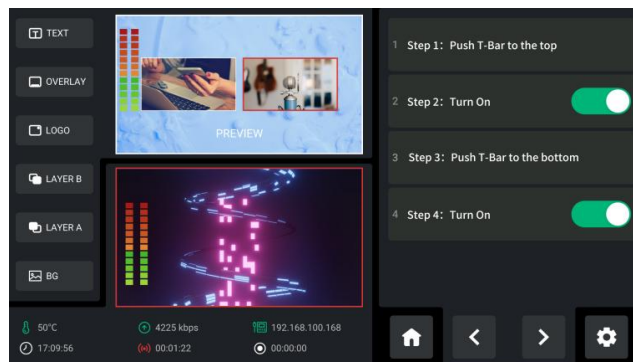 TEXT
OVERLAY
LOGO
LAYER B
LAYER A
BG
PREVIEW
50°C
4225 kbps
192.168.100.168
17:09:56
00:01:22
00:00:00
1 Step 1: Push T-Bar to the top
2 Step 2: Turn On
3 Step 3: Push T-Bar to the bottom
4 Step 4: Turn On